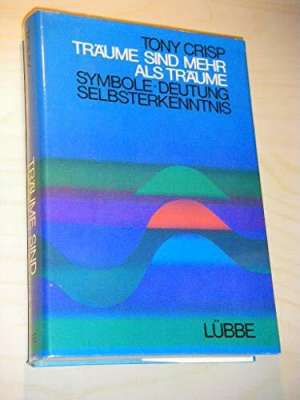 TONY CRISP
TRÄUME SIND MEHR
ALS TRÄUME
SYMBOLE · DEUTUNG
SELBSTERKENNTNIS
LÜBBE
TRÄUME SIND